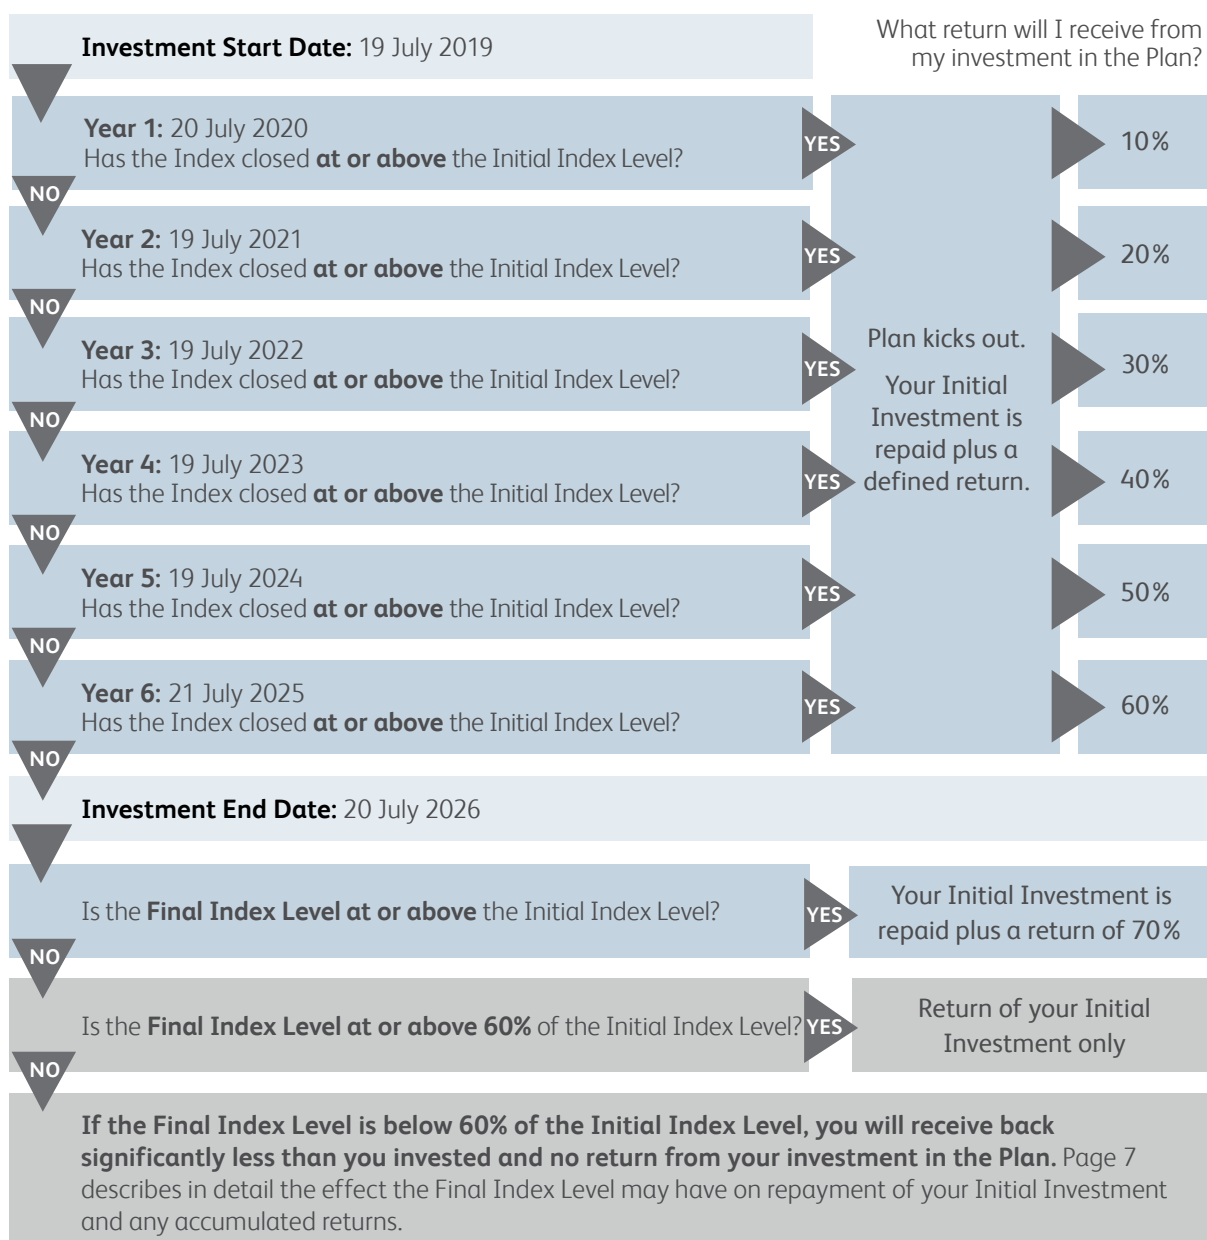 Investment Start Date: 19 July 2019
What return will I receive from
my investment in the Plan?
Year 1: 20 July 2020
Has the Index closed at or above the Initial Index Level?
YES
10%
NO
Year 2: 19 July 2021
Has the Index closed at or above the Initial Index Level?
YES
20%
NO
Year 3: 19 July 2022
Has the Index closed at or above the Initial Index Level?
YES
30%
NO
Year 4: 19 July 2023
Has the Index closed at or above the Initial Index Level?
YES
40%
NO
Year 5: 19 July 2024
Has the Index closed at or above the Initial Index Level?
YES
50%
NO
Year 6: 21 July 2025
Has the Index closed at or above the Initial Index Level?
YES
60%
NO
Plan kicks out.
Your Initial
Investment is
repaid plus a
defined return.
Investment End Date: 20 July 2026
Is the Final Index Level at or above the Initial Index Level?
YES
Your Initial Investment is
repaid plus a return of 70%
NO
Is the Final Index Level at or above 60% of the Initial Index Level?
YES
Return of your Initial
Investment only
NO
If the Final Index Level is below 60% of the Initial Index Level, you will receive back
significantly less than you invested and no return from your investment in the Plan. Page 7
describes in detail the effect the Final Index Level may have on repayment of your Initial Investment
and any accumulated returns.